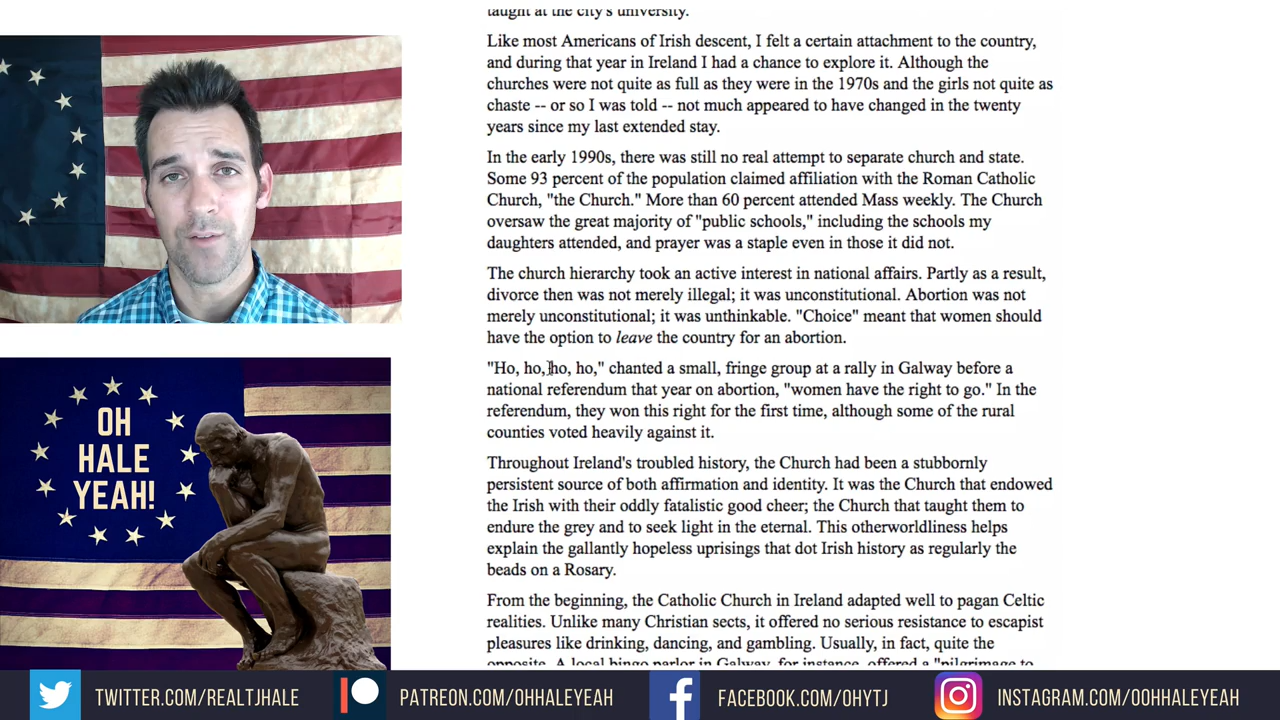 taught at the city's university.
Like most Americans of Irish descent, I felt a certain attachment to the country,
and during that year in Ireland I had a chance to explore it. Although the
churches were not quite as full as they were in the 1970s and the girls not quite as
chaste -- or so I was told -- not much appeared to have changed in the twenty
years since my last extended stay.
In the early 1990s, there was still no real attempt to separate church and state.
Some 93 percent of the population claimed affiliation with the Roman Catholic
Church, "the Church." More than 60 percent attended Mass weekly. The Church
oversaw the great majority of "public schools," including the schools my
daughters attended, and prayer was a staple even in those it did not.
The church hierarchy took an active interest in national affairs. Partly as a result,
divorce then was not merely illegal; it was unconstitutional. Abortion was not
merely unconstitutional; it was unthinkable. "Choice" meant that women should
have the option to leave the country for an abortion.
"Ho, ho, ho, ho," chanted a small, fringe group at a rally in Galway before a
national referendum that year on abortion, "women have the right to go." In the
referendum, they won this right for the first time, although some of the rural
counties voted heavily against it.
Throughout Ireland's troubled history, the Church had been a stubbornly
persistent source of both affirmation and identity. It was the Church that endowed
the Irish with their oddly fatalistic good cheer; the Church that taught them to
endure the grey and to seek light in the eternal. This otherworldliness helps
explain the gallantly hopeless uprisings that dot Irish history as regularly the
beads on a Rosary.
From the beginning, the Catholic Church in Ireland adapted well to pagan Celtic
realities. Unlike many Christian sects, it offered no serious resistance to escapist
pleasures like drinking, dancing, and gambling. Usually, in fact, quite the
opposite. A local bingo parlor in Galway, for instance, offered a "pilgrimage to
OH
HALE
YEAH!
TWITTER.COM/REALTJHALE
PATREON.COM/OHHALEYEAH
FACEBOOK.COM/OHYTJ
INSTAGRAM.COM/OOHHALEYEAH